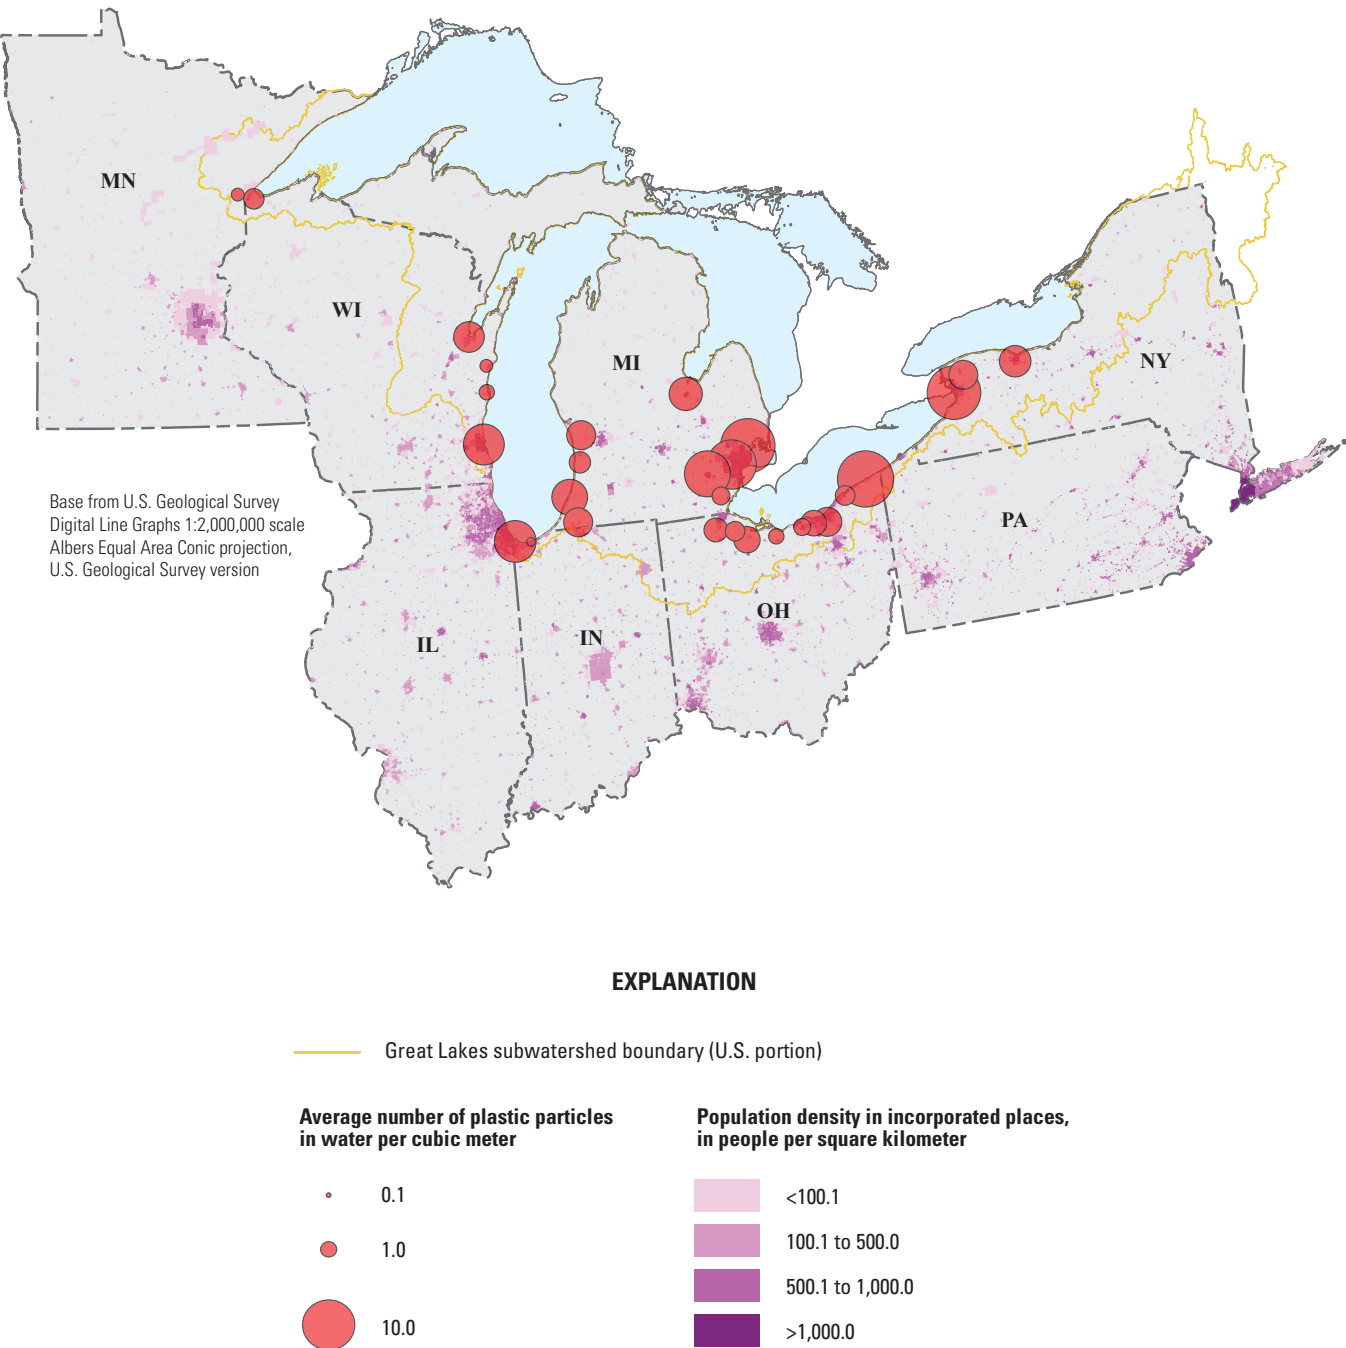 MN
WI
MI
NY
PA
OH
IN
IL
Base from U.S. Geological Survey
Digital Line Graphs 1:2,000,000 scale
Albers Equal Area Conic projection,
U.S. Geological Survey version
EXPLANATION
Great Lakes subwatershed boundary (U.S. portion)
Average number of plastic particles
in water per cubic meter
0.1
1.0
10.0
Population density in incorporated places,
in people per square kilometer
<100.1
100.1 to 500.0
500.1 to 1,000.0
>1,000.0